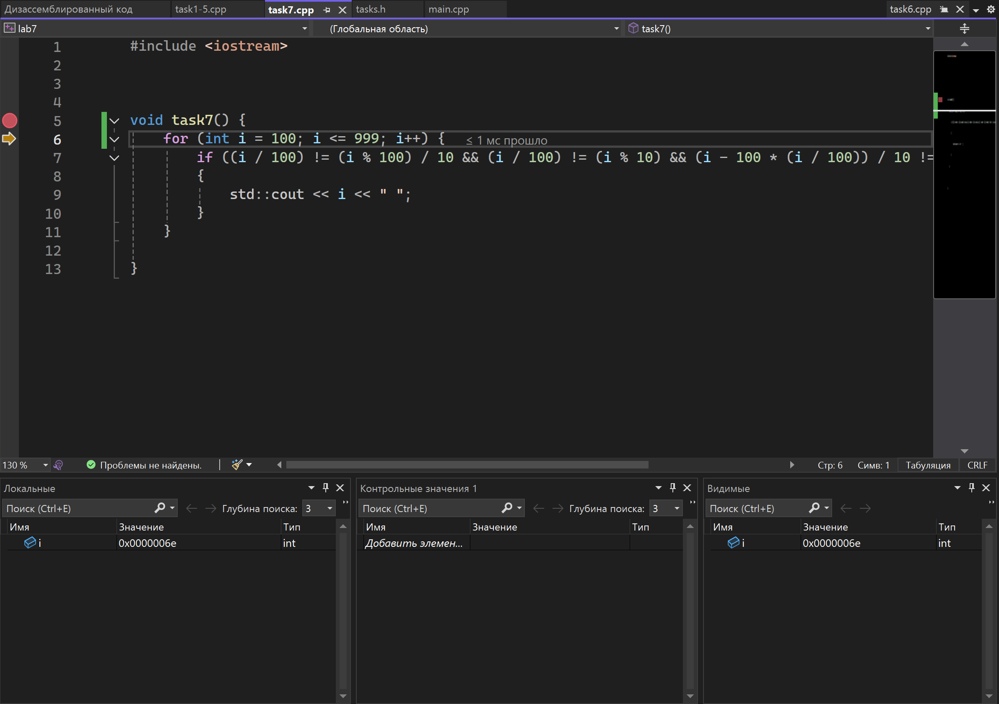 Дизассемблированный код task1-5.cpp task7.cpp tasks.h main.cpp task6.cpp
lab7 (Глобальная область) task7()
1 #include <iostream>
2
3
4
5 void task7() {
6 for (int i = 100; i <= 999; i++) { ≤ 1 мс прошло
7 if ((i / 100) != (i % 100) / 10 && (i / 100) != (i % 10) && (i - 100 * (i / 100)) / 10 !=
8 {
9 std::cout << i << " ";
10 }
11 }
12
13 }
130 % Проблемы не найдены. Стр: 6 Симв: 1 Табуляция CRLF
Локальные
Поиск (Ctrl+E) Глубина поиска: 3
Имя Значение Тип
i 0x0000006e int
Контрольные значения 1
Поиск (Ctrl+E) Глубина поиска: 3
Имя Значение Тип
Добавить элемен...
Видимые
Поиск (Ctrl+E)
Имя Значение Тип
i 0x0000006e int